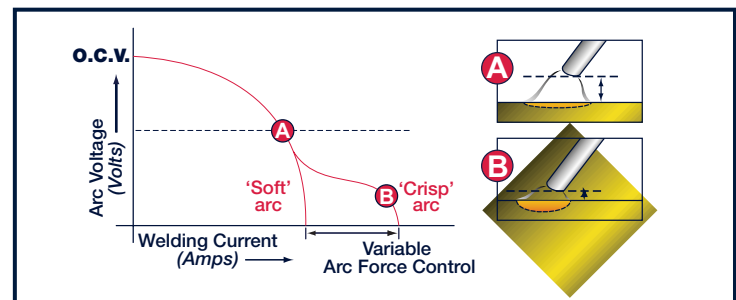 O.C.V.
Arc Voltage
(Volts)
A
'Soft'
arc
B
'Crisp'
arc
Welding Current
(Amps)
Variable
Arc Force Control
A
B